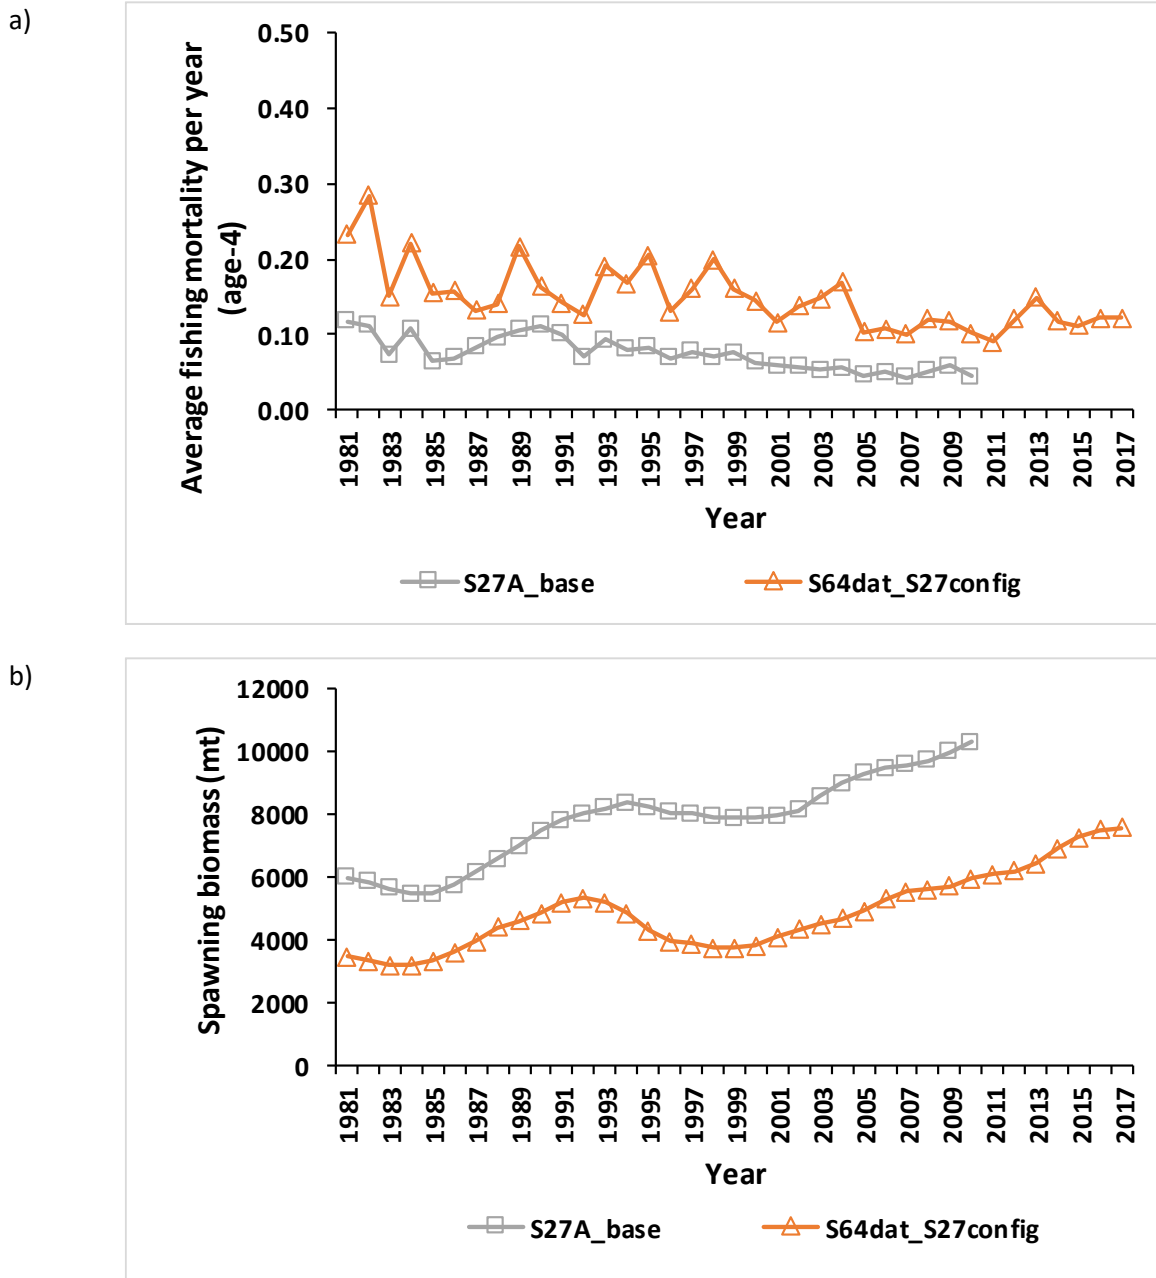 a)
Average fishing mortality per year
(age-4)
0.50
0.40
0.30
0.20
0.10
0.00
1981 1983 1985 1987 1989 1991 1993 1995 1997 1999 2001 2003 2005 2007 2009 2011 2013 2015 2017
Year
S27A_base S64dat_S27config
b)
Spawning biomass (mt)
12000
10000
8000
6000
4000
2000
0
1981 1983 1985 1987 1989 1991 1993 1995 1997 1999 2001 2003 2005 2007 2009 2011 2013 2015 2017
Year
S27A_base S64dat_S27config